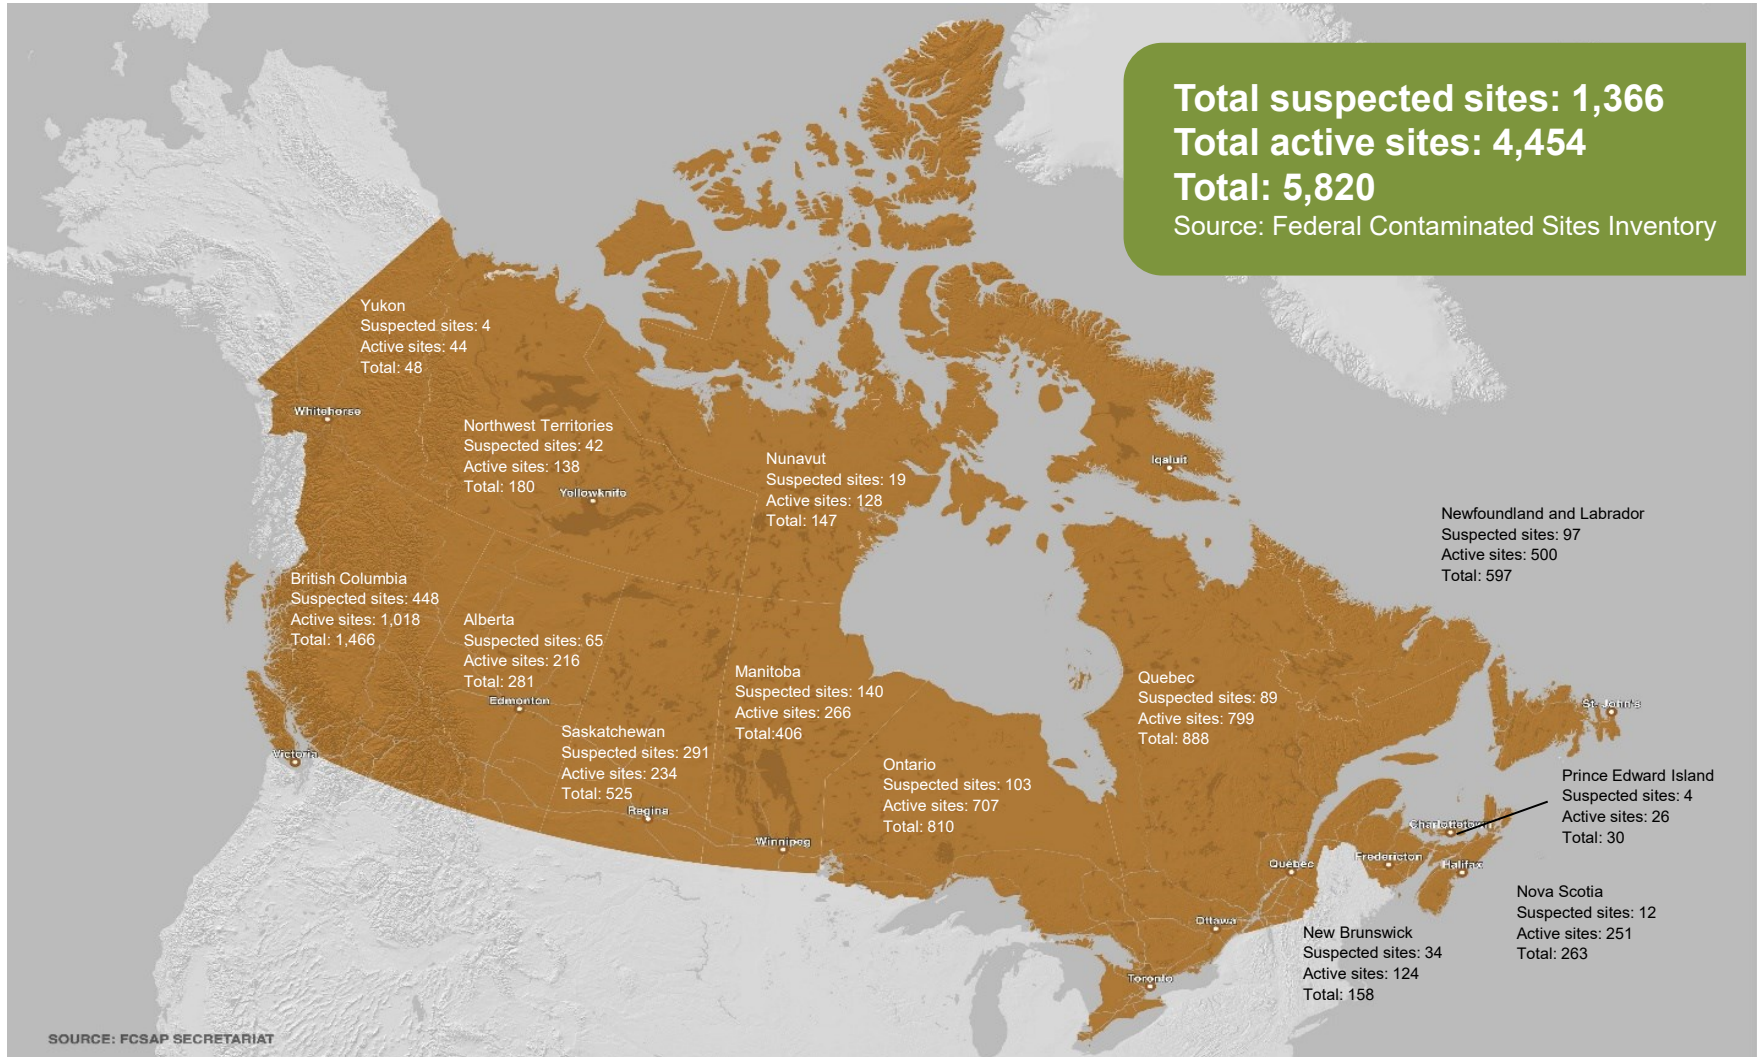 Total suspected sites: 1,366
Total active sites: 4,454
Total: 5,820
Source: Federal Contaminated Sites Inventory
Yukon
Suspected sites: 4
Active sites: 44
Total: 48
Whitehorse
Northwest Territories
Suspected sites: 42
Active sites: 138
Total: 180
Yellowknife
Nunavut
Suspected sites: 19
Active sites: 128
Total: 147
Iqaluit
Newfoundland and Labrador
Suspected sites: 97
Active sites: 500
Total: 597
British Columbia
Suspected sites: 448
Active sites: 1,018
Total: 1,466
Alberta
Suspected sites: 65
Active sites: 216
Total: 281
Edmonton
Manitoba
Suspected sites: 140
Active sites: 266
Total:406
Quebec
Suspected sites: 89
Active sites: 799
Total: 888
St-John's
Victoria
Saskatchewan
Suspected sites: 291
Active sites: 234
Total: 525
Regina
Ontario
Suspected sites: 103
Active sites: 707
Total: 810
Winnipeg
Prince Edward Island
Suspected sites: 4
Active sites: 26
Total: 30
Charlottetown
Québec
Fredericton
Halifax
Nova Scotia
Suspected sites: 12
Active sites: 251
Total: 263
Ottawa
New Brunswick
Suspected sites: 34
Active sites: 124
Total: 158
Toronto
SOURCE: FCSAP SECRETARIAT